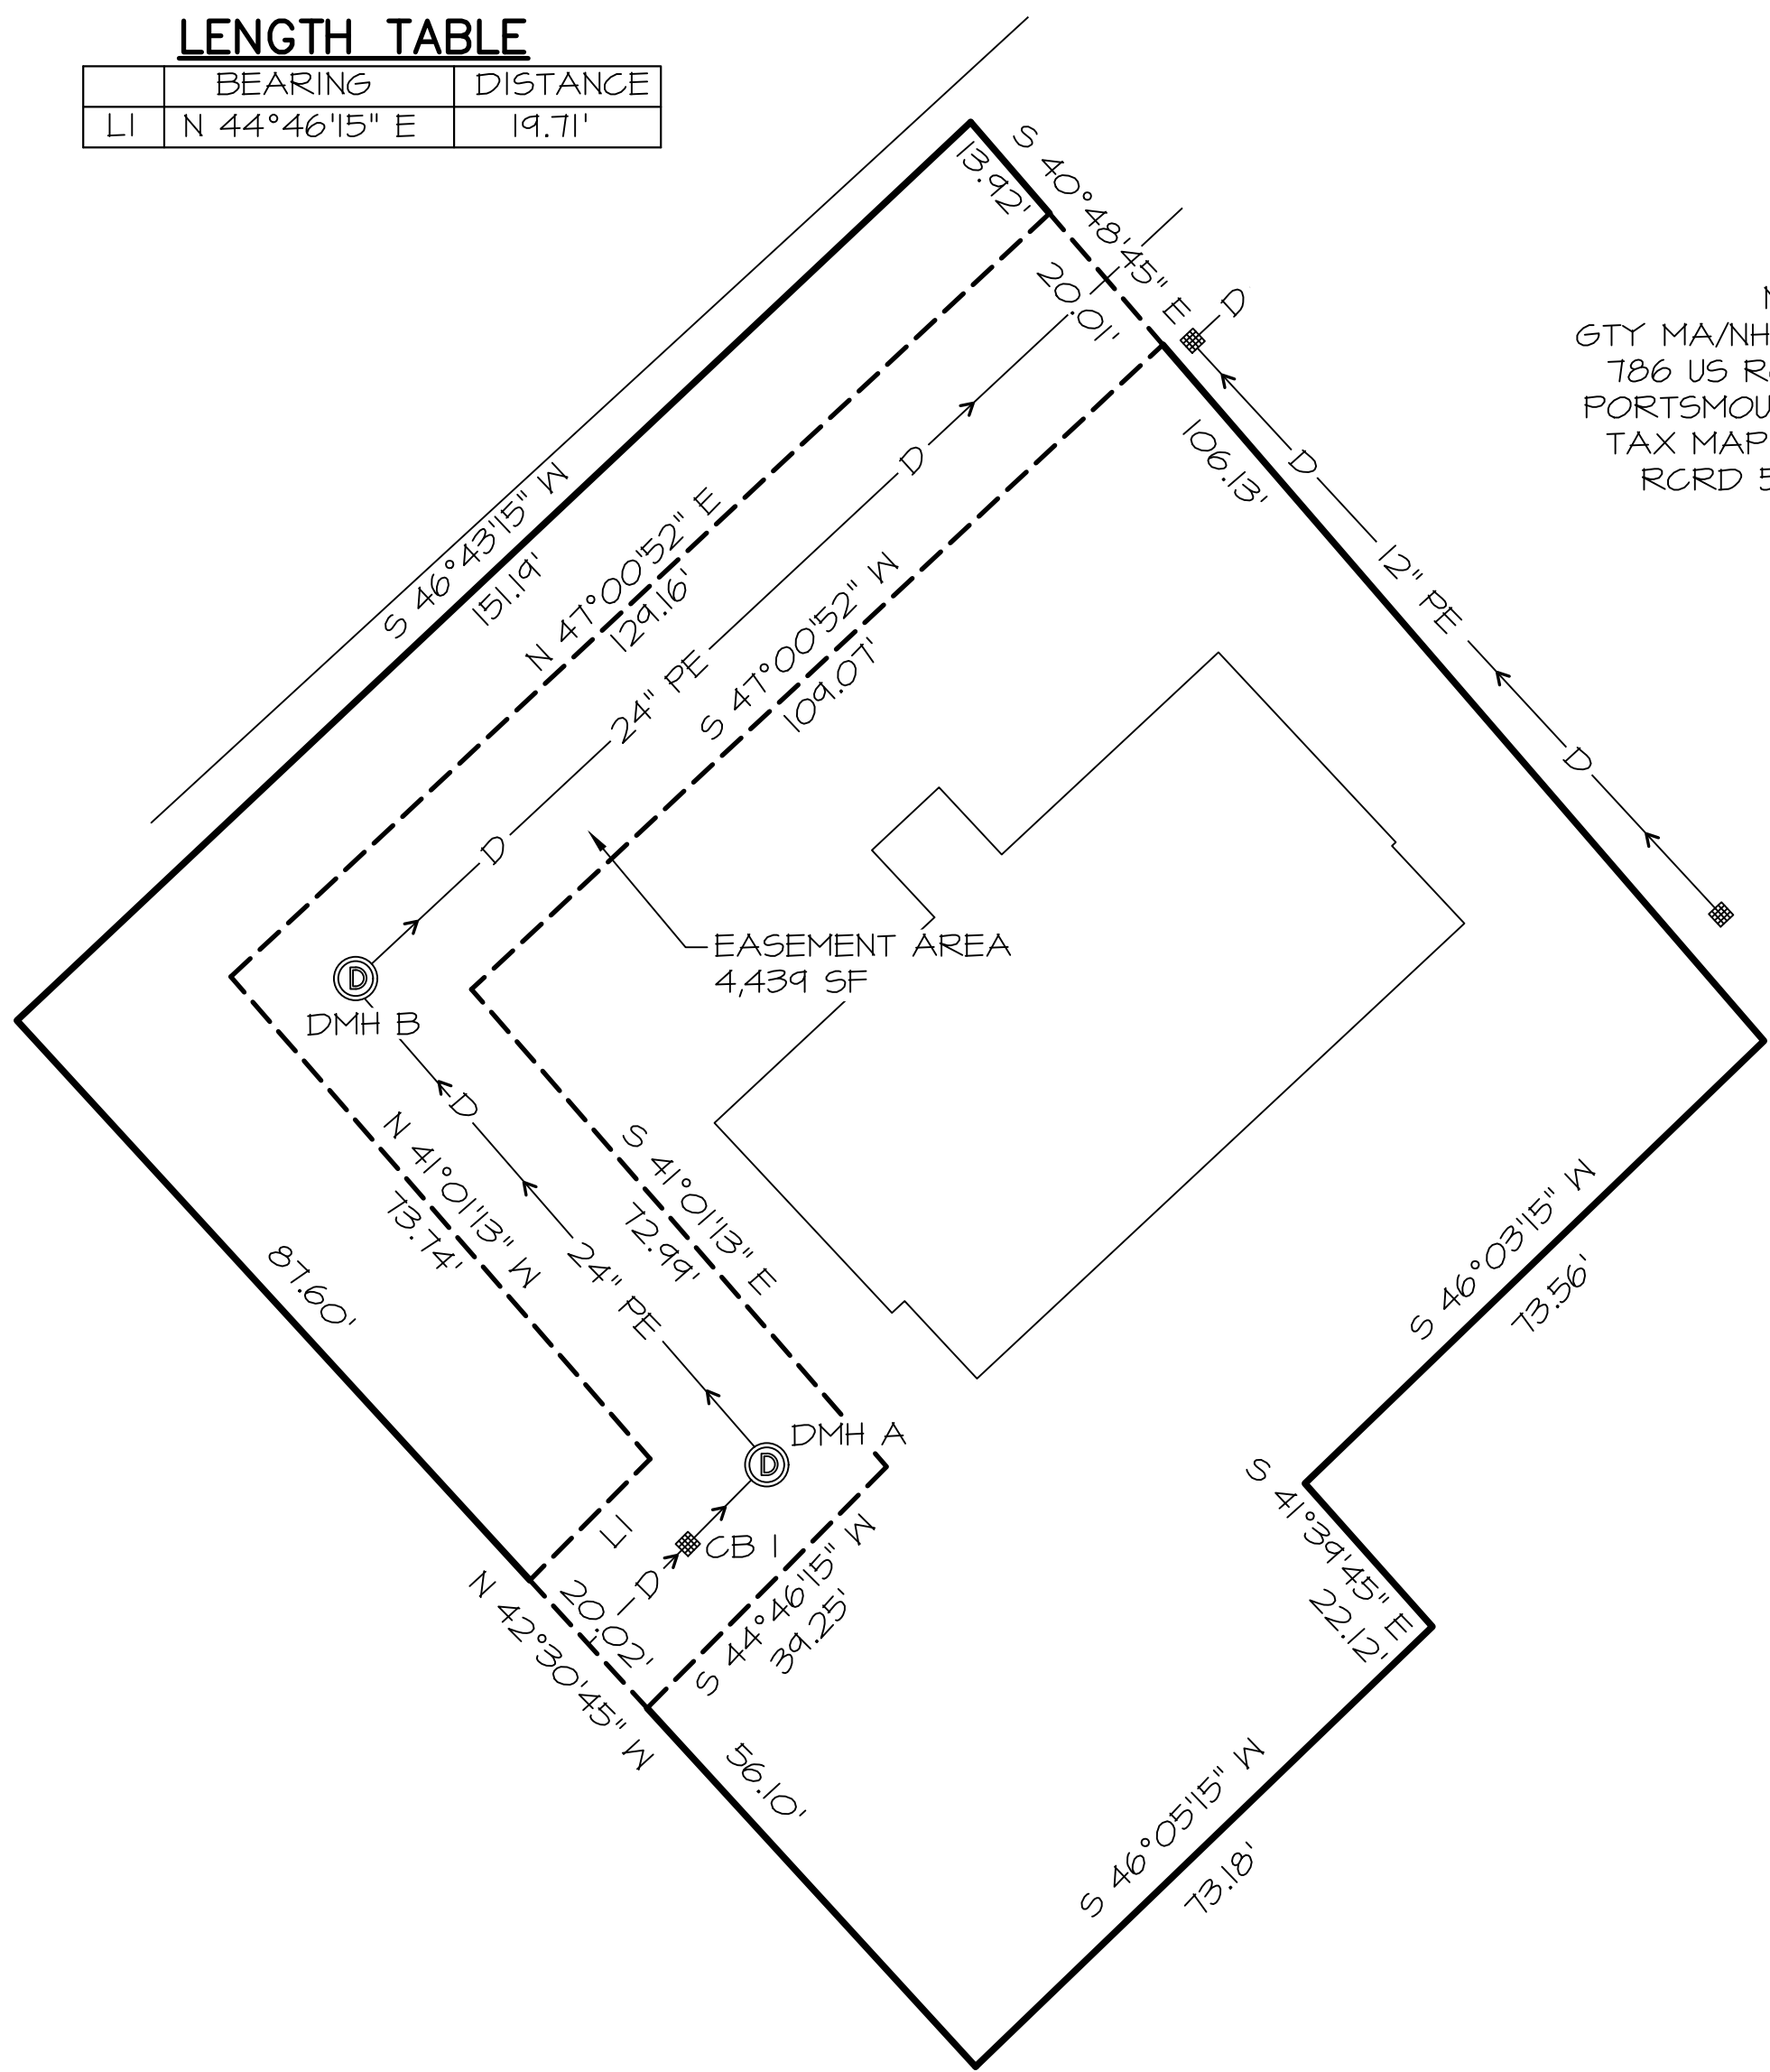 LENGTH TABLE
BEARING DISTANCE
L1 N 44°46'15" E 19.71'
S 40°48'45" E
13.92'
20.01'
D
GTY MA/NH
786 US
PORTSMOU
TAX MAP
RCRD 5
106.13'
D
12" PE
D
S 46°43'15" W
151.19'
N 47°00'52" E
129.16'
D
24" PE
S 47°00'52" W
109.07'
D
EASEMENT AREA
4,439 SF
D
DMH B
D
N 41°01'13" W
73.74'
S 41°01'13" E
72.99'
24" PE
87.60'
S 46°03'15" W
73.56'
DMH A
D
L1
CB 1
D
S 44°46'15" W
39.25'
S 41°39'45" E
22.12'
20.02'
N 42°30'45" W
56.10'
S 46°05'15" W
73.18'